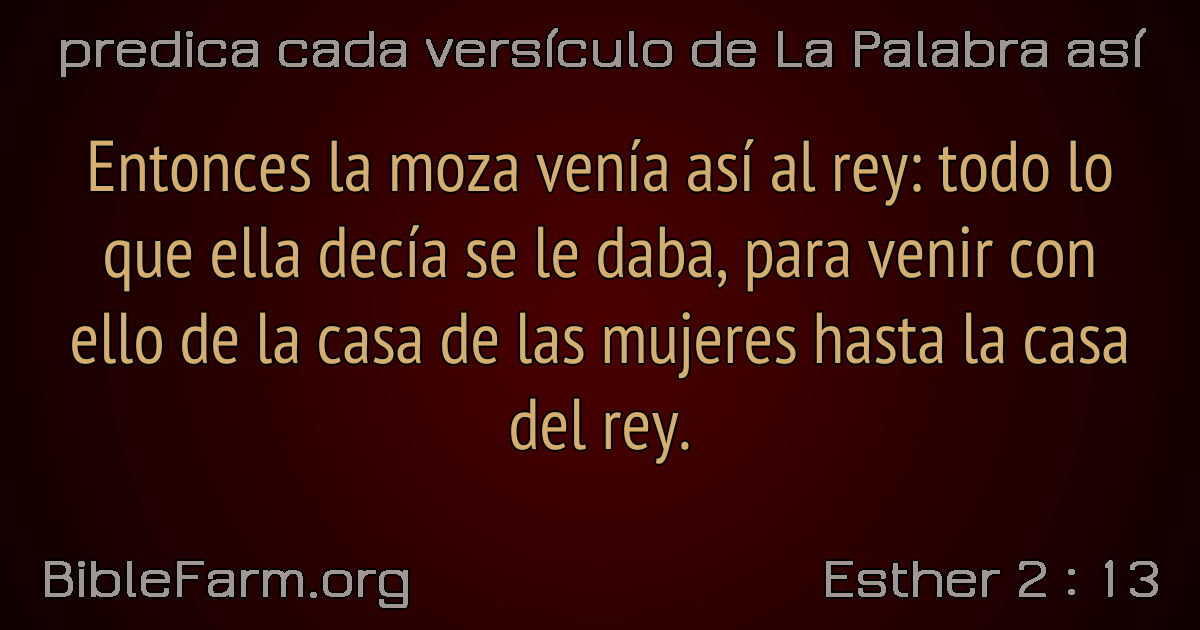 predica cada versículo de La Palabra así
Entonces la moza venía así al rey: todo lo
que ella decía se le daba, para venir con
ello de la casa de las mujeres hasta la casa
del rey.
BibleFarm.org
Esther 2 : 13